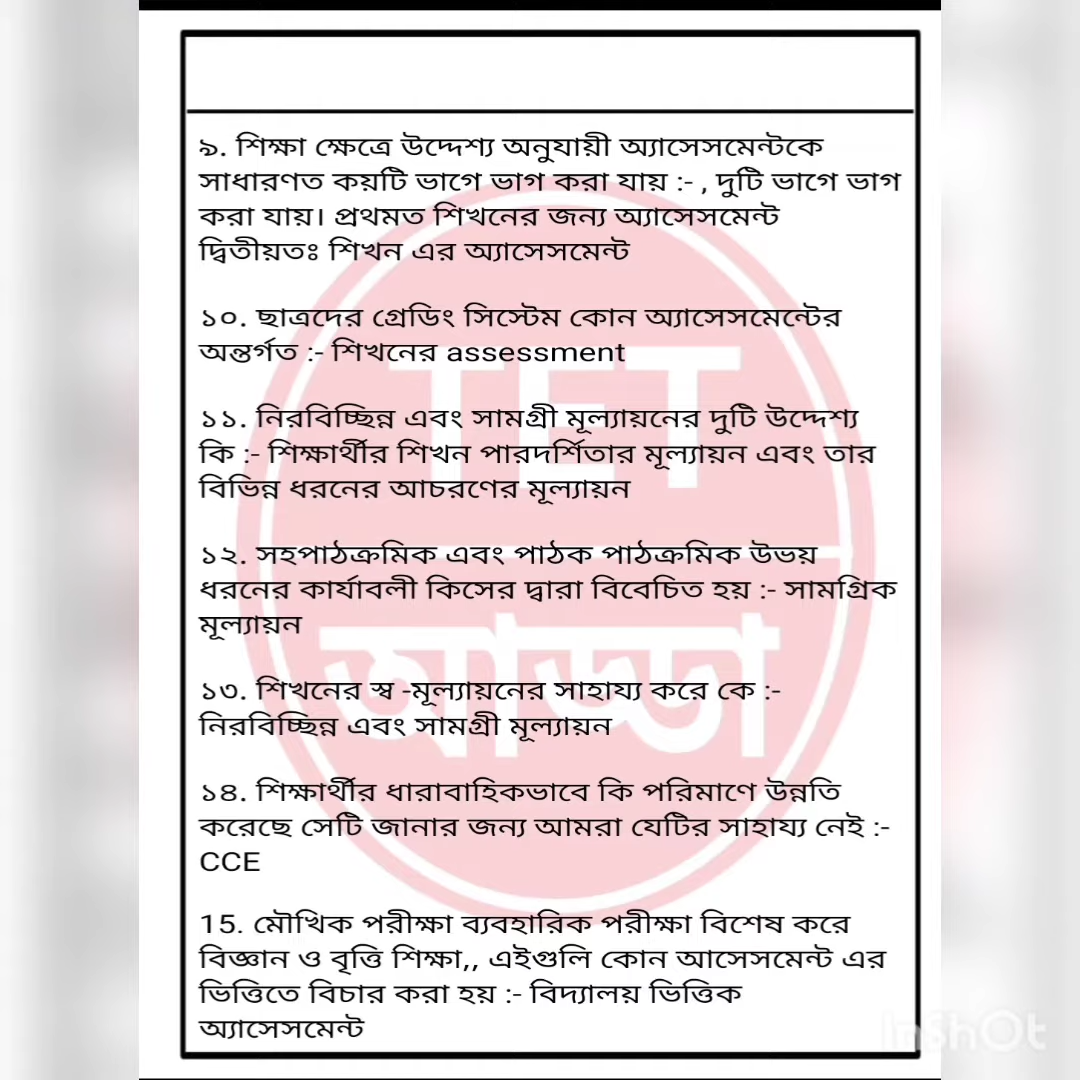 ৯. শিক্ষা ক্ষেত্রে উদ্দেশ্য অনুযায়ী অ্যাসেসমেন্টকে
সাধারণত কয়টি ভাগে ভাগ করা যায় :- , দুটি ভাগে ভাগ
করা যায়। প্রথমত শিখনের জন্য অ্যাসেসমেন্ট
দ্বিতীয়তঃ শিখন এর অ্যাসেসমেন্ট
১০. ছাত্রদের গ্রেডিং সিস্টেম কোন অ্যাসেসমেন্টের
অন্তর্গত :- শিখনের assessment
১১. নিরবিচ্ছিন্ন এবং সামগ্রী মূল্যায়নের দুটি উদ্দেশ্য
কি :- শিক্ষার্থীর শিখন পারদর্শিতার মূল্যায়ন এবং তার
বিভিন্ন ধরনের আচরণের মূল্যায়ন
১২. সহপাঠক্রমিক এবং পাঠক পাঠক্রমিক উভয়
ধরনের কার্যাবলী কিসের দ্বারা বিবেচিত হয় :- সামগ্রিক
মূল্যায়ন
১৩. শিখনের স্ব -মূল্যায়নের সাহায্য করে কে :-
নিরবিচ্ছিন্ন এবং সামগ্রী মূল্যায়ন
১৪. শিক্ষার্থীর ধারাবাহিকভাবে কি পরিমাণে উন্নতি
করেছে সেটি জানার জন্য আমরা যেটির সাহায্য নেই :-
CCE
15. মৌখিক পরীক্ষা ব্যবহারিক পরীক্ষা বিশেষ করে
বিজ্ঞান ও বৃত্তি শিক্ষা,, এইগুলি কোন আসেসমেন্ট এর
ভিত্তিতে বিচার করা হয় :- বিদ্যালয় ভিত্তিক
অ্যাসেসমেন্ট
TET
আড্ডা
InShOt